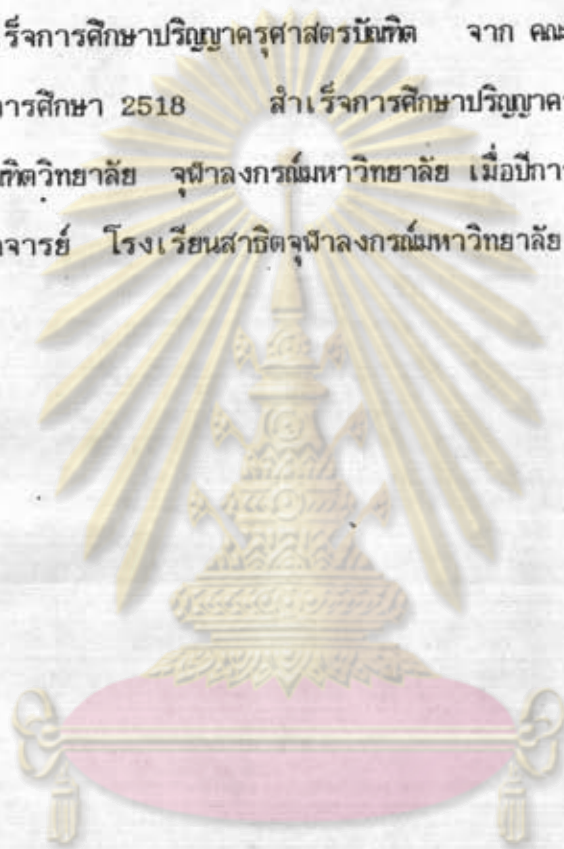 ร็จการศึกษาปริญญาครุศาสตรบัณฑิต จาก คณะ
การศึกษา 2518 สำเร็จการศึกษาปริญญาค
ฑิตวิทยาลัย จุฬาลงกรณ์มหาวิทยาลัย เมื่อปีกา
จารย์ โรงเรียนสาธิตจุฬาลงกรณ์มหาวิทยาลัย